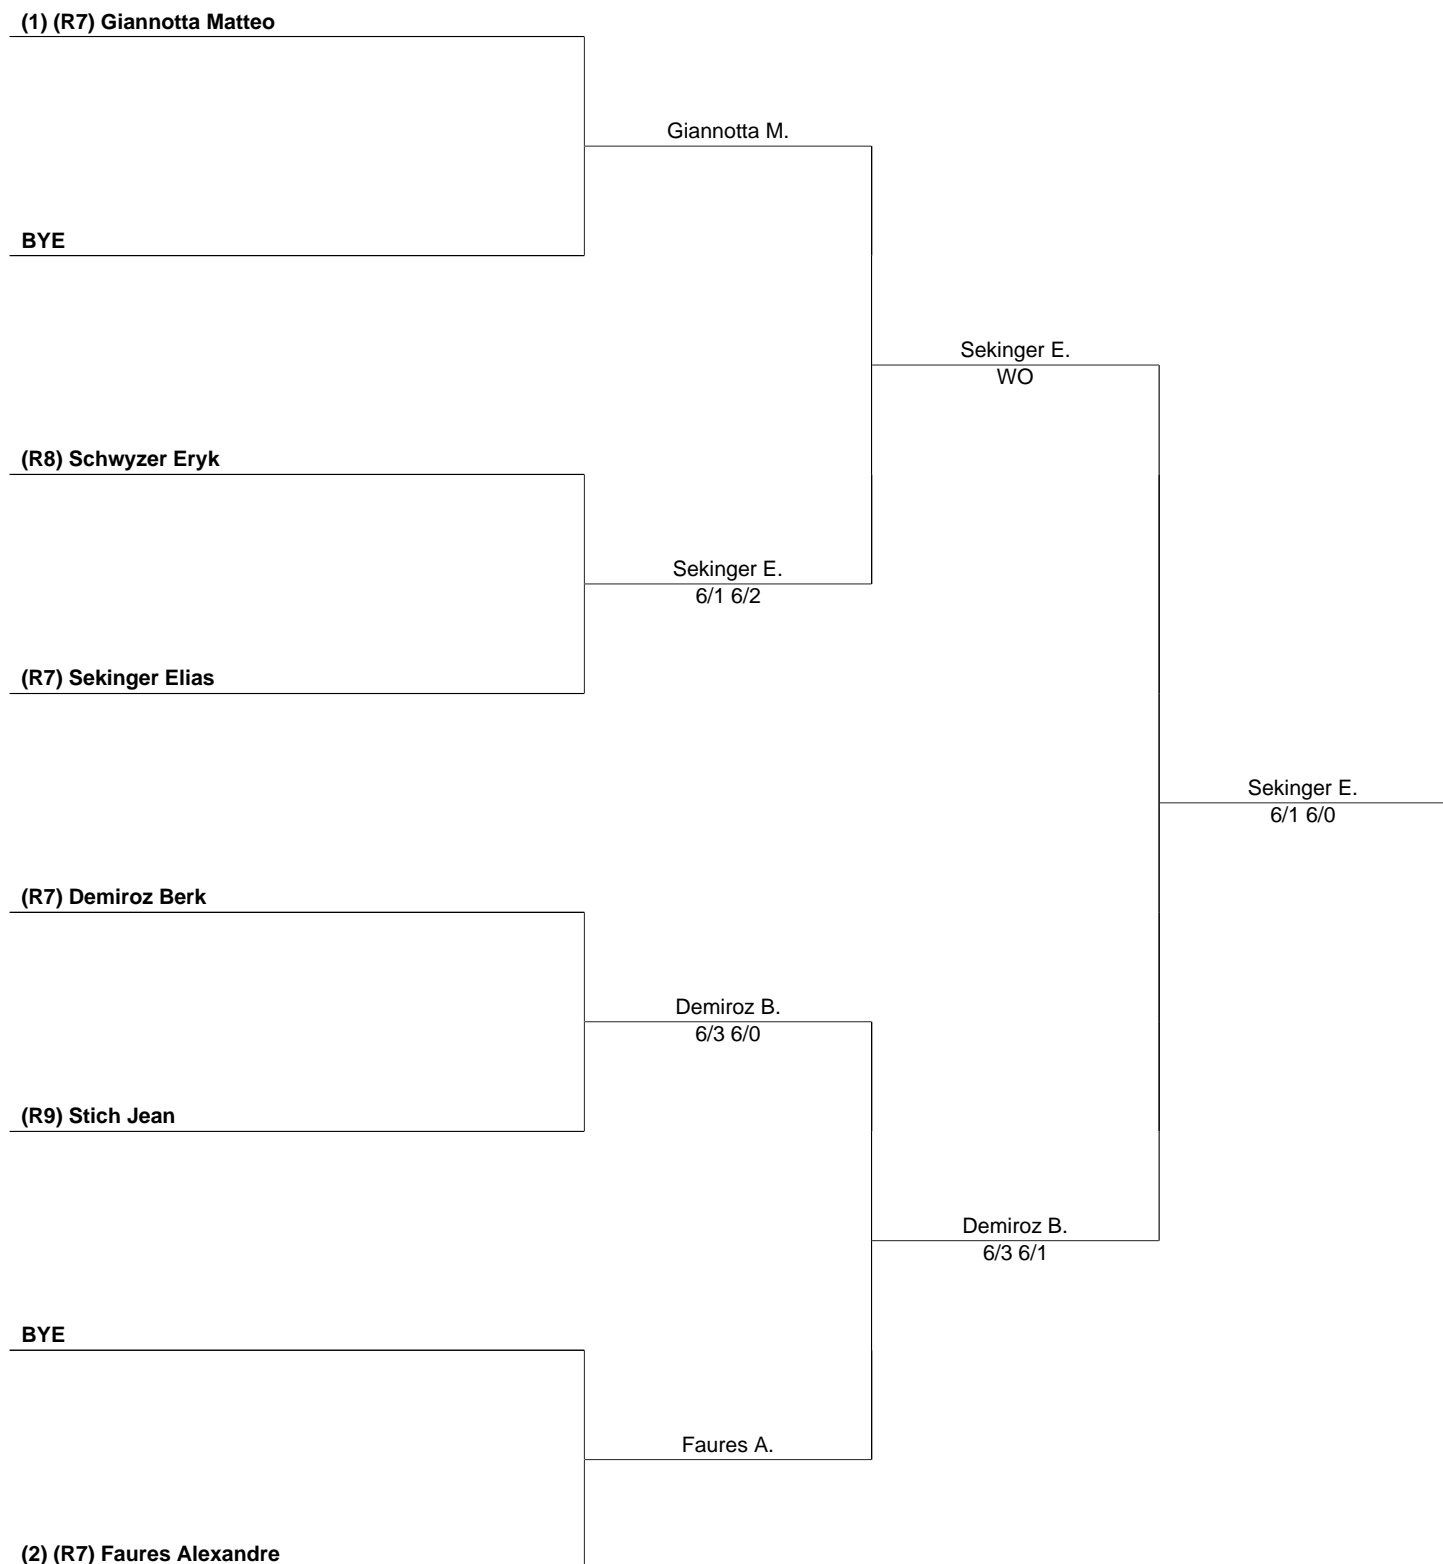 (1) (R7) Giannotta Matteo
Giannotta M.
BYE
Sekinger E.
WO
(R8) Schwyzer Eryk
Sekinger E.
6/1 6/2
(R7) Sekinger Elias
Sekinger E.
6/1 6/0
(R7) Demiroz Berk
Demiroz B.
6/3 6/0
(R9) Stich Jean
Demiroz B.
6/3 6/1
BYE
Faures A.
(2) (R7) Faures Alexandre